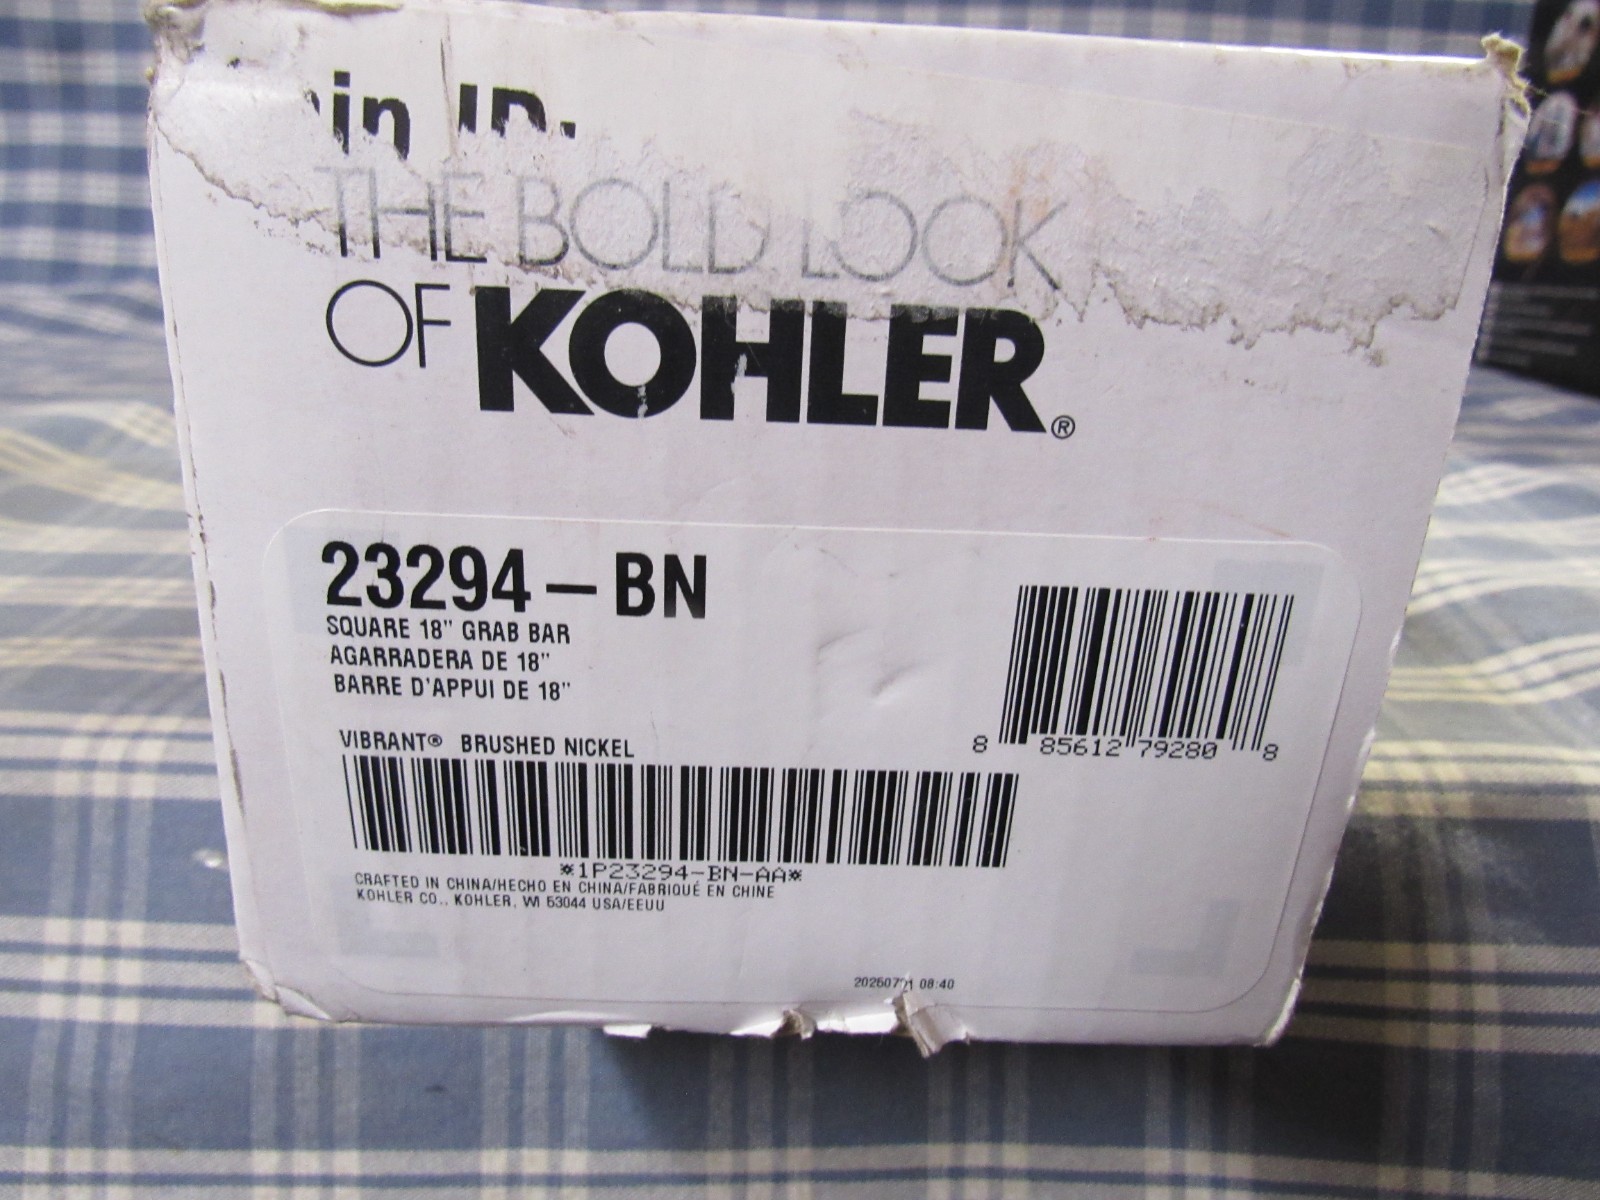 THE BOLD LOOK
OF KOHLER®
23294-BN
SQUARE 18" GRAB BAR
AGARRADERA DE 18"
BARRE D'APPUI DE 18"
VIBRANT® BRUSHED NICKEL
8 85612 79280 8
*1P23294-BN-AA*
CRAFTED IN CHINA/HECHO EN CHINA/FABRIQUÉ EN CHINE
KOHLER CO., KOHLER, WI 53044 USA/EEUU
08:40